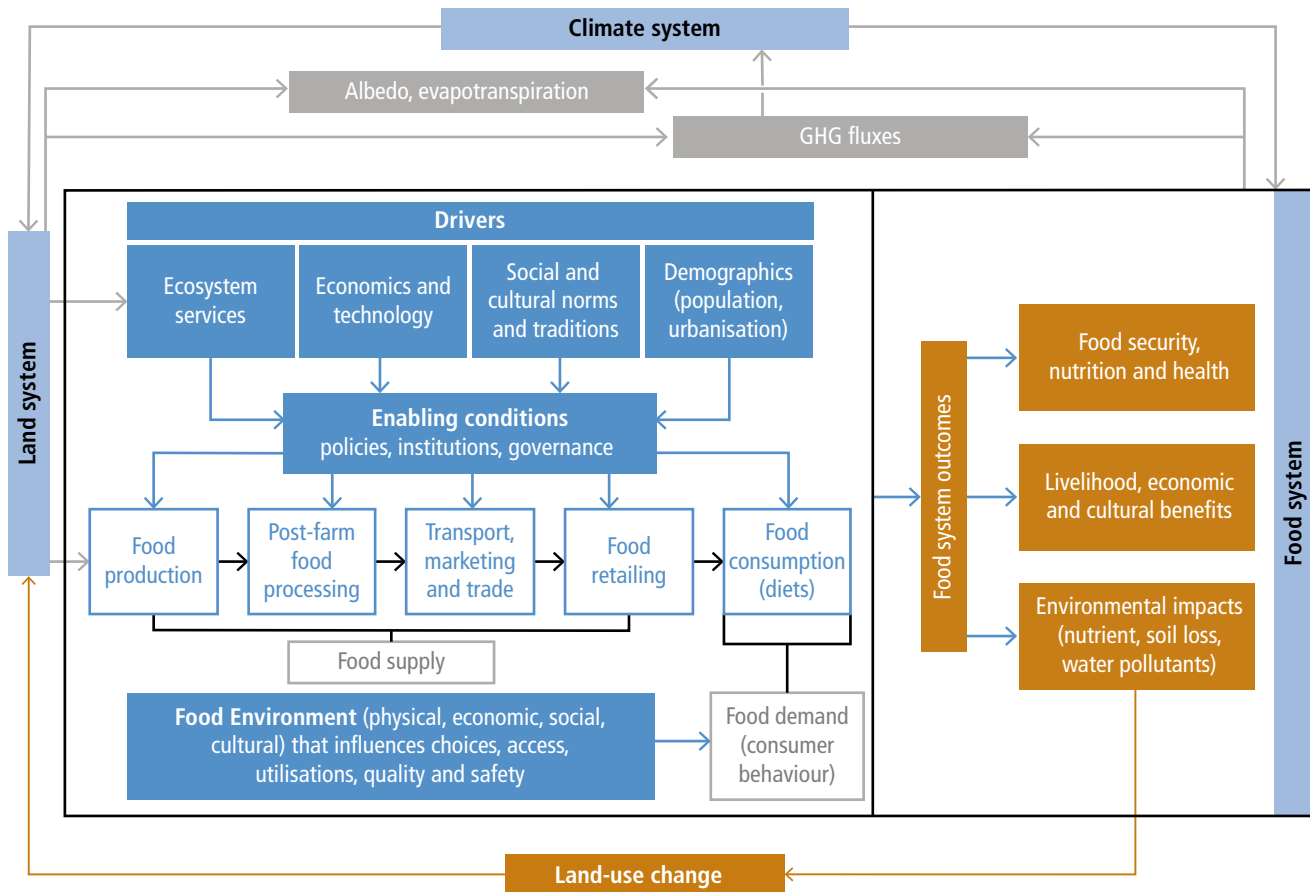 Climate system
Albedo, evapotranspiration
GHG fluxes
Land system
Drivers
Ecosystem
services
Economics and
technology
Social and
cultural norms
and traditions
Demographics
(population,
urbanisation)
Enabling conditions
policies, institutions, governance
Food
production
Post-farm
food
processing
Transport,
marketing
and trade
Food
retailing
Food
consumption
(diets)
Food supply
Food Environment (physical, economic, social,
cultural) that influences choices, access,
utilisations, quality and safety
Food demand
(consumer
behaviour)
Food system outcomes
Food security,
nutrition and health
Livelihood, economic
and cultural benefits
Environmental impacts
(nutrient, soil loss,
water pollutants)
Food system
Land-use change